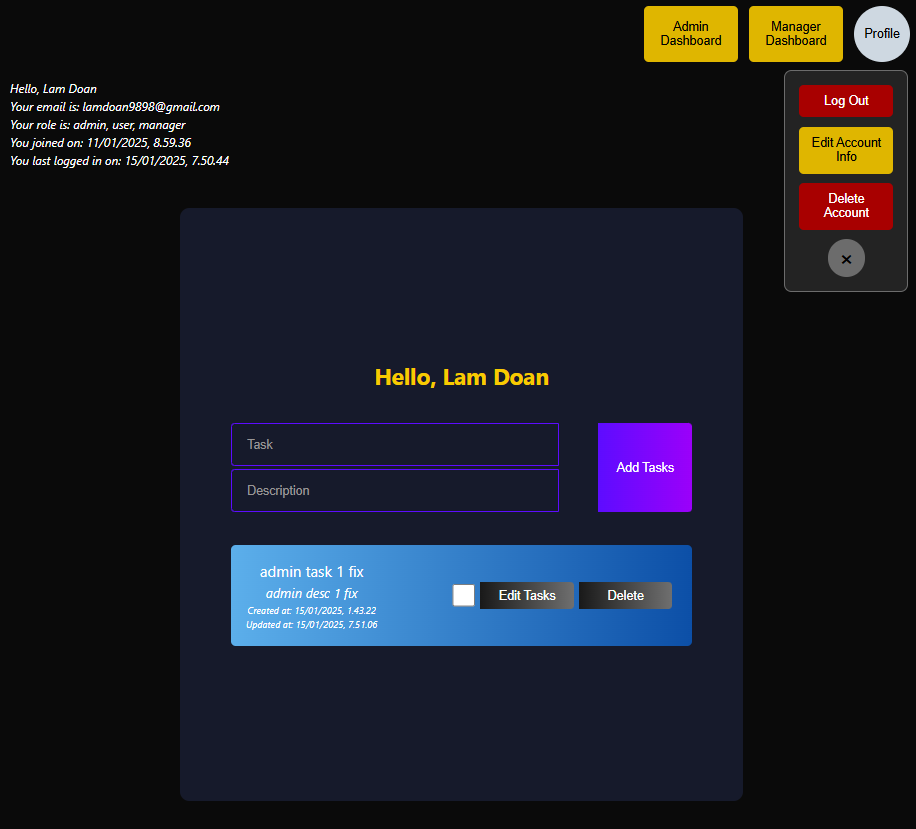 Admin
Dashboard
Manager
Dashboard
Profile
Hello, Lam Doan
Your email is: lamdoan9898@gmail.com
Your role is: admin, user, manager
You joined on: 11/01/2025, 8.59.36
You last logged in on: 15/01/2025, 7.50.44
Log Out
Edit Account
Info
Delete
Account
×
Hello, Lam Doan
Task
Description
Add Tasks
admin task 1 fix
admin desc 1 fix
Created at: 15/01/2025, 1.43.22
Updated at: 15/01/2025, 7.51.06
Edit Tasks
Delete